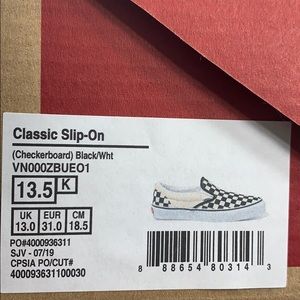 Classic Slip-On
(Checkerboard) Black/Wht
VN000ZBUEO1
13.5 K
UK EUR CM
13.0 31.0 18.5
PO#4000936311
SJV - 07/19
CPSIA PO/CUT#
400093631100030
8 88654 80314 3